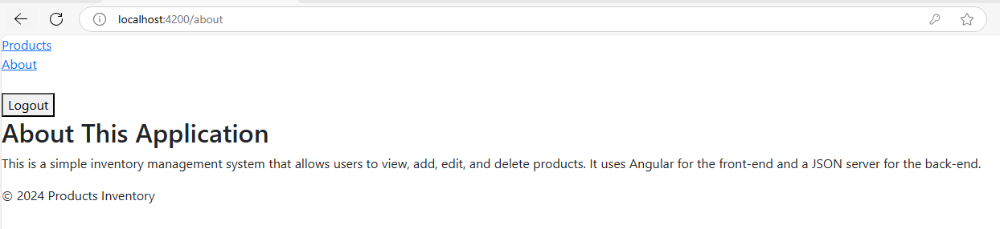 localhost:4200/about
Products
About
Logout
About This Application
This is a simple inventory management system that allows users to view, add, edit, and delete products. It uses Angular for the front-end and a JSON server for the back-end.
© 2024 Products Inventory